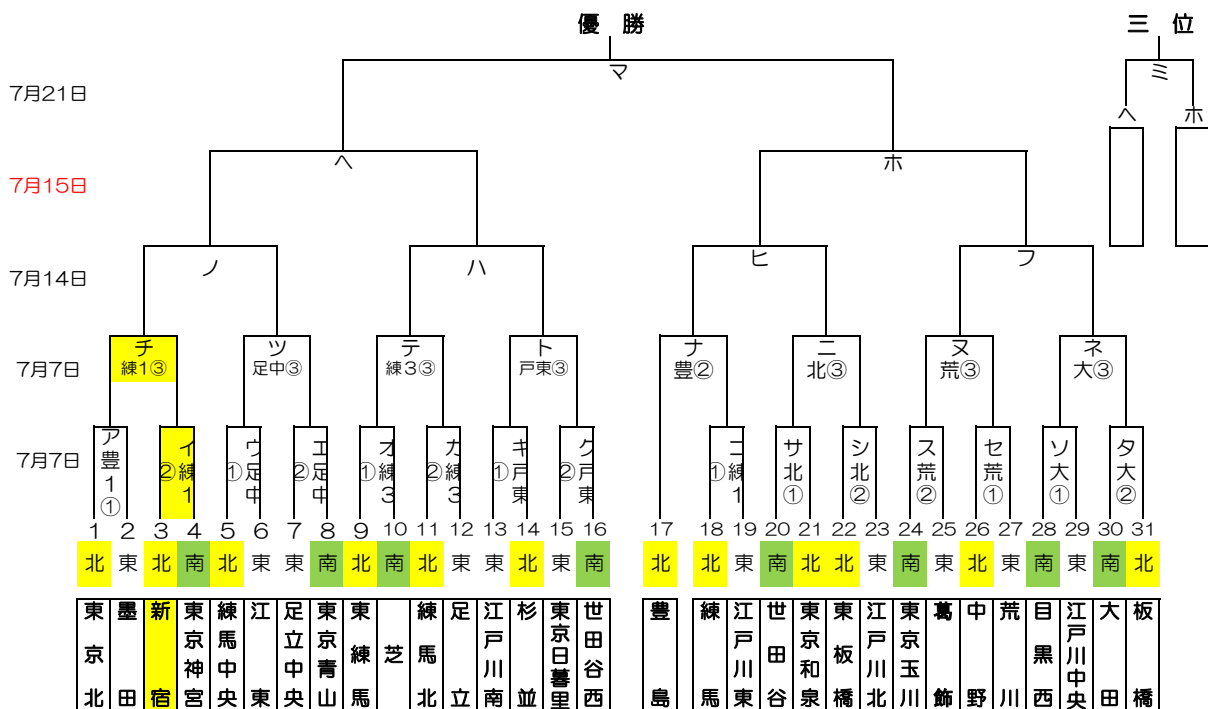 優 勝
三 位
マ
ミ
7月21日
ヘ
ホ
ヘ
ホ
7月15日
ノ
ハ
ヒ
フ
7月14日
チ
ツ
テ
ト
ナ
ニ
ヌ
ネ
7月7日
練1③
足中③
練3③
戸東③
豊②
北③
荒③
大③
7月7日
ア豊1①
イ練1②
ウ足中①
エ足中②
オ練3①
カ練3②
キ戸東①
ク戸東②
コ練1①
サ北①
シ北②
ス荒②
セ荒①
ソ大①
タ大②
1 2 3 4 5 6 7 8 9 10 11 12 13 14 15 16 17 18 19 20 21 22 23 24 25 26 27 28 29 30 31
北 東 北 南 北 東 東 南 北 南 北 東 東 北 東 南 北 北 東 南 北 北 東 南 東 北 東 南 東 南 北
東京北
墨田
新宿
東京神宮
練馬中央
江東
足立中央
東京青山
東練馬
芝
練馬北
足立
江戸川南
杉並
東京日暮里
世田谷西
豊島
練馬
江戸川東
世田谷
東京和泉
東板橋
江戸川北
東京玉川
葛飾
中野
荒川
目黒西
江戸川中央
大田
板橋